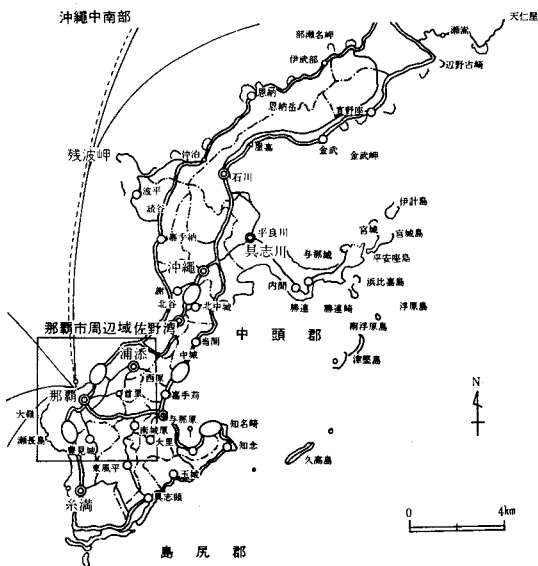 沖繩中南部
天仁屋
瀬嵩
部瀬名岬
伊武部
辺野古崎
恩納
恩納岳
宜野座
金武
金武岬
屋嘉
仲泊
残波岬
石川
波平
読谷
伊計島
平良川
宮城
宮城島
嘉手納
具志川
与那城
平安座島
沖繩
内間
浜比嘉島
勝連
勝連崎
浮原島
北谷
北中城
那覇市周辺域佐野湾
中頭郡
南浮原島
当間
中城
津堅島
浦添
西原
N
首里
嘉手苅
那覇
大嶺
与那原
知名崎
南城原
瀬長島
大里
知念
豊見城
久高島
東風平
玉城
糸満
具志頭
0
4km
島尻郡